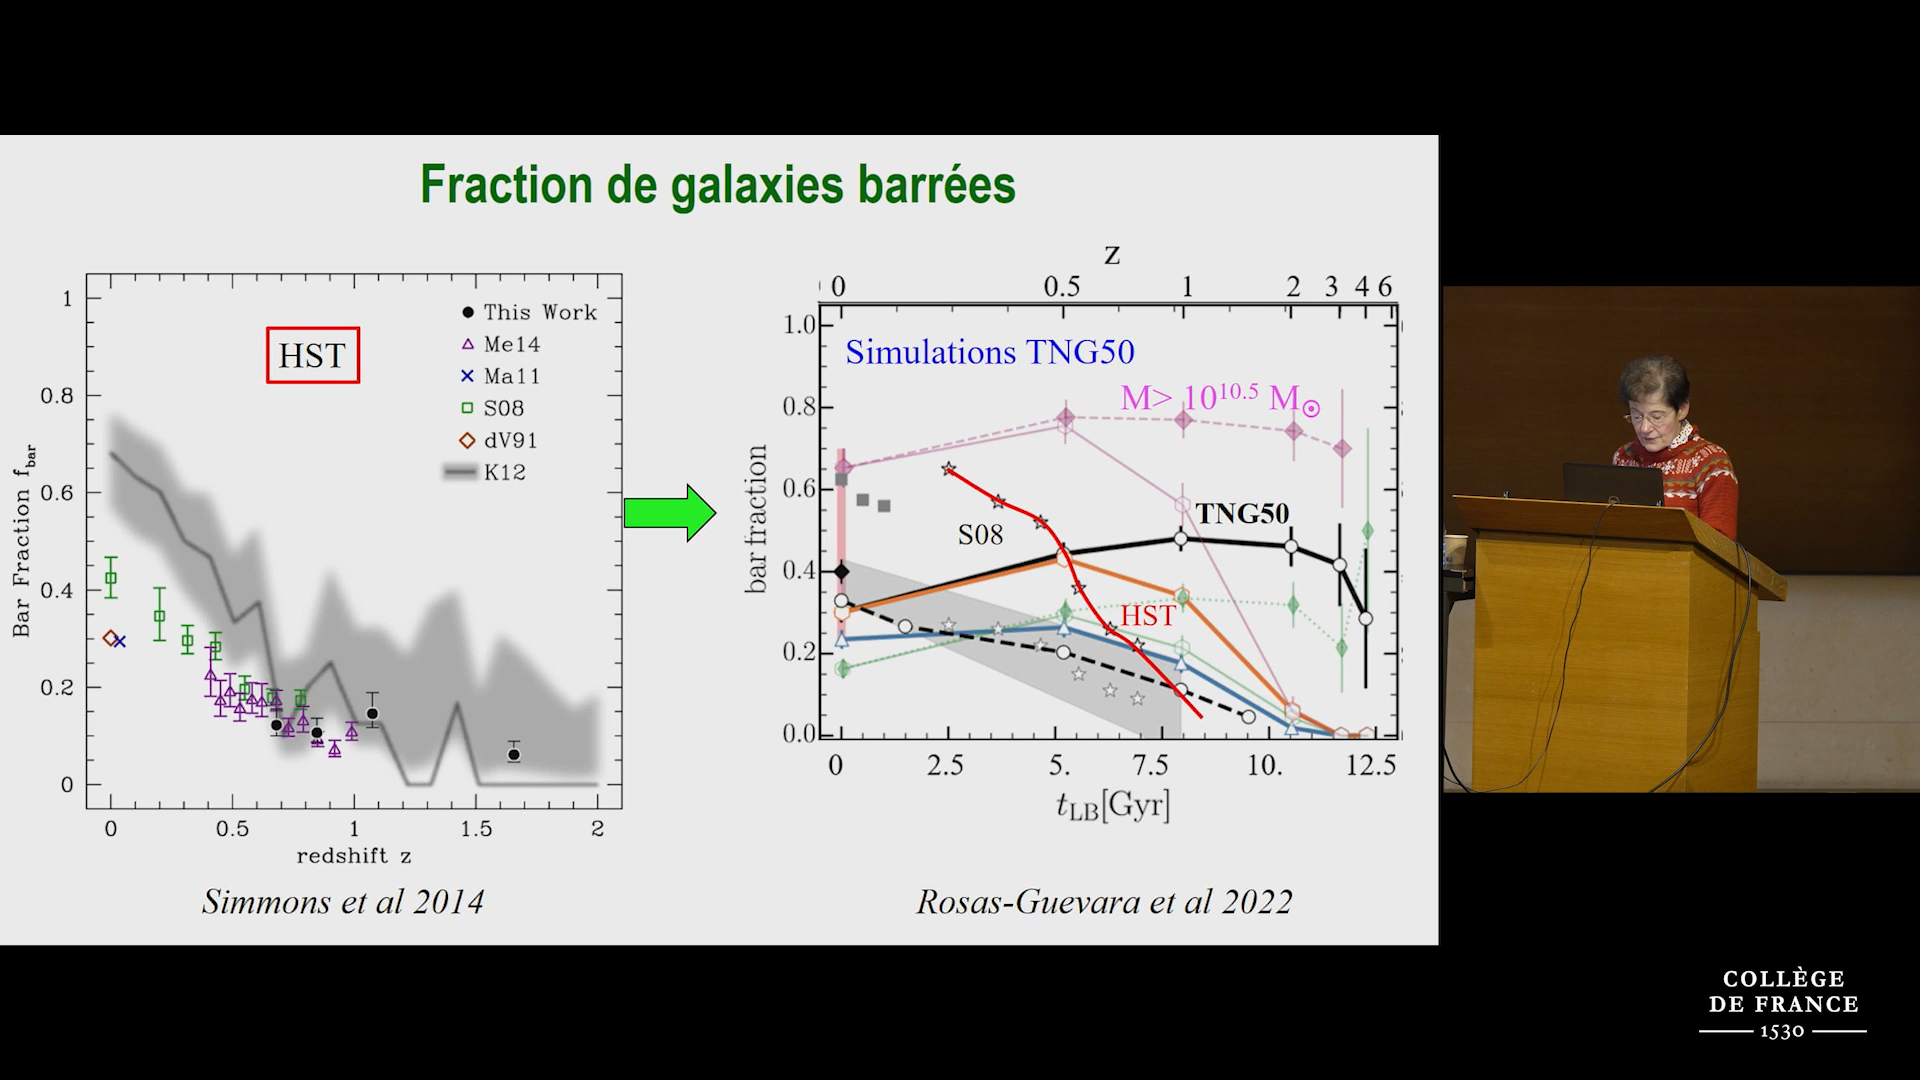 Fraction de galaxies barrées
1
0.8
0.6
0.4
0.2
0
Bar Fraction fbar
HST
This Work
Me14
Ma11
S08
dV91
K12
0 0.5 1 1.5 2
redshift z
Simmons et al 2014
z
0 0.5 1 2 3 4 6
1.0
0.8
0.6
0.4
0.2
0.0
bar fraction
Simulations TNG50
M> 10^10.5 M⊙
TNG50
S08
HST
0 2.5 5. 7.5 10. 12.5
tLB[Gyr]
Rosas-Guevara et al 2022
COLLÈGE
DE FRANCE
1530